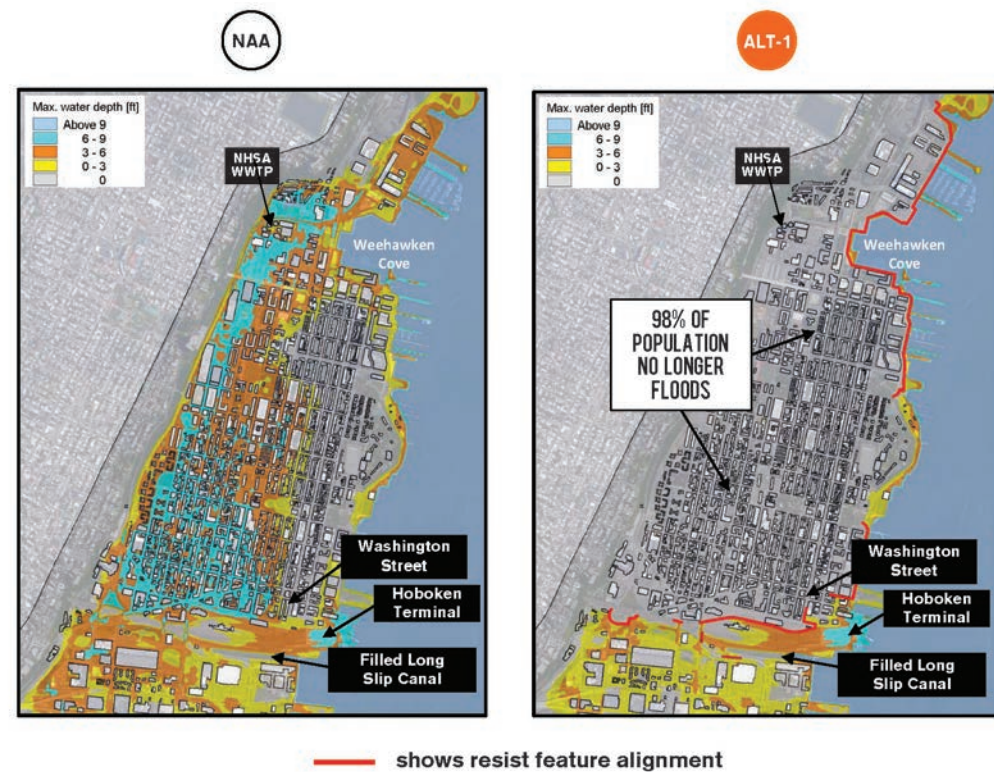 NAA
ALT-1
Max. water depth [ft]
Above 9
6 - 9
3 - 6
0 - 3
0
NHSA
WWTP
Weehawken
Cove
Washington
Street
Hoboken
Terminal
Filled Long
Slip Canal
Max. water depth [ft]
Above 9
6 - 9
3 - 6
0 - 3
0
NHSA
WWTP
Weehawken
Cove
98% OF
POPULATION
NO LONGER
FLOODS
Washington
Street
Hoboken
Terminal
Filled Long
Slip Canal
shows resist feature alignment